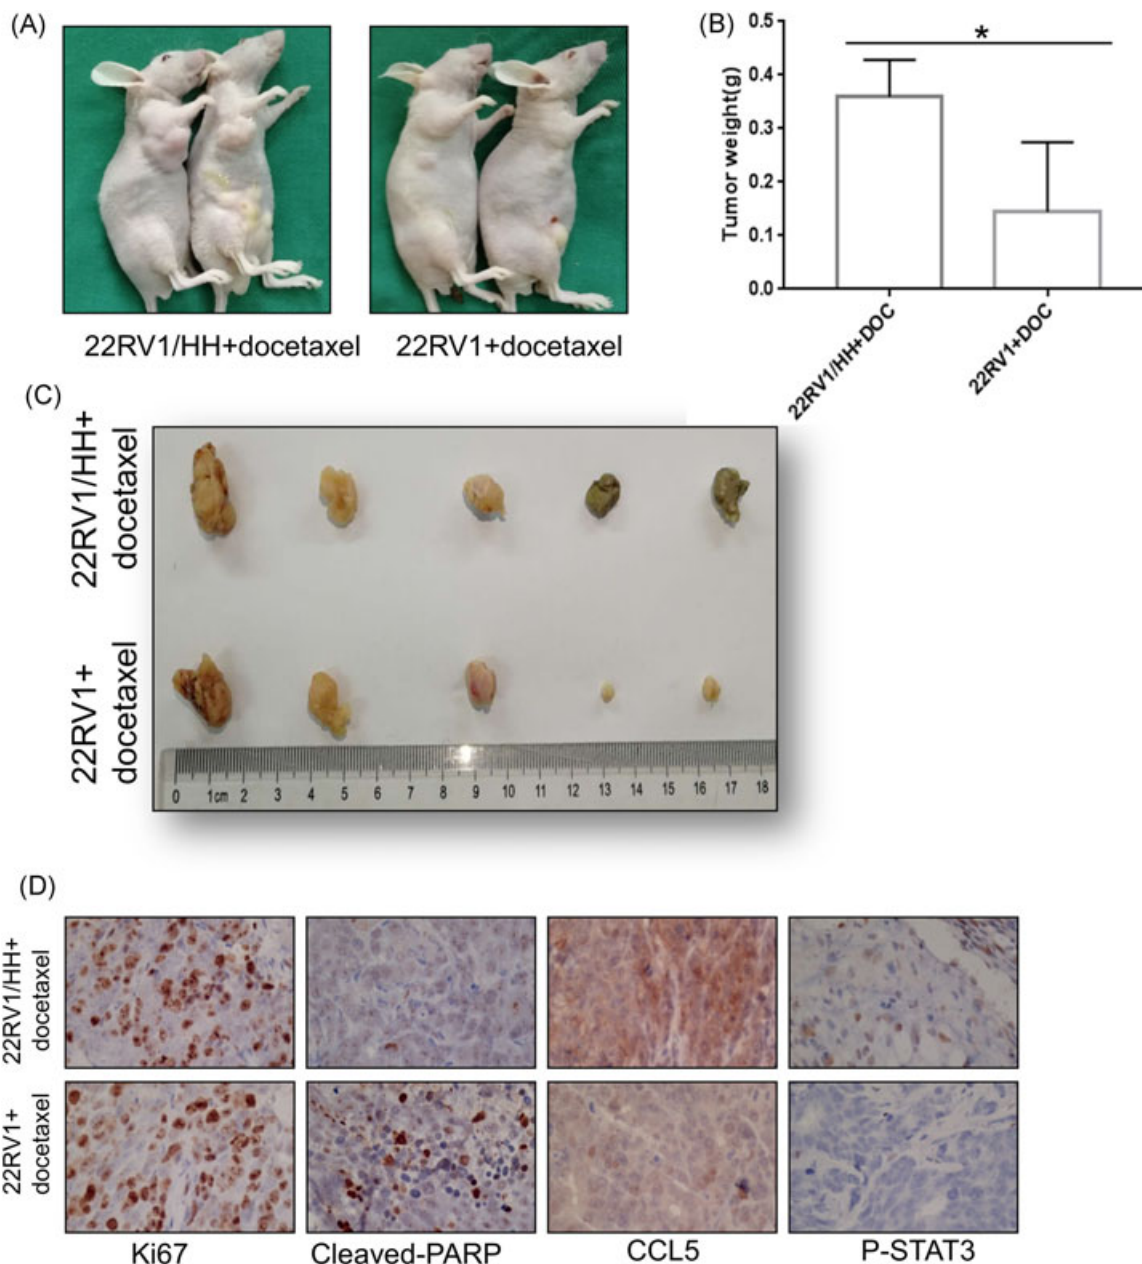 (A)
22RV1/HH+docetaxel
22RV1+docetaxel
(B)
*
Tumor weight(g)
0.5
0.4
0.3
0.2
0.1
0.0
22RV1/HH+DOC
22RV1+DOC
(C)
22RV1/HH+
docetaxel
22RV1+
docetaxel
0 1cm 2 3 4 5 6 7 8 9 10 11 12 13 14 15 16 17 18
(D)
22RV1/HH+
docetaxel
22RV1+
docetaxel
Ki67
Cleaved-PARP
CCL5
P-STAT3